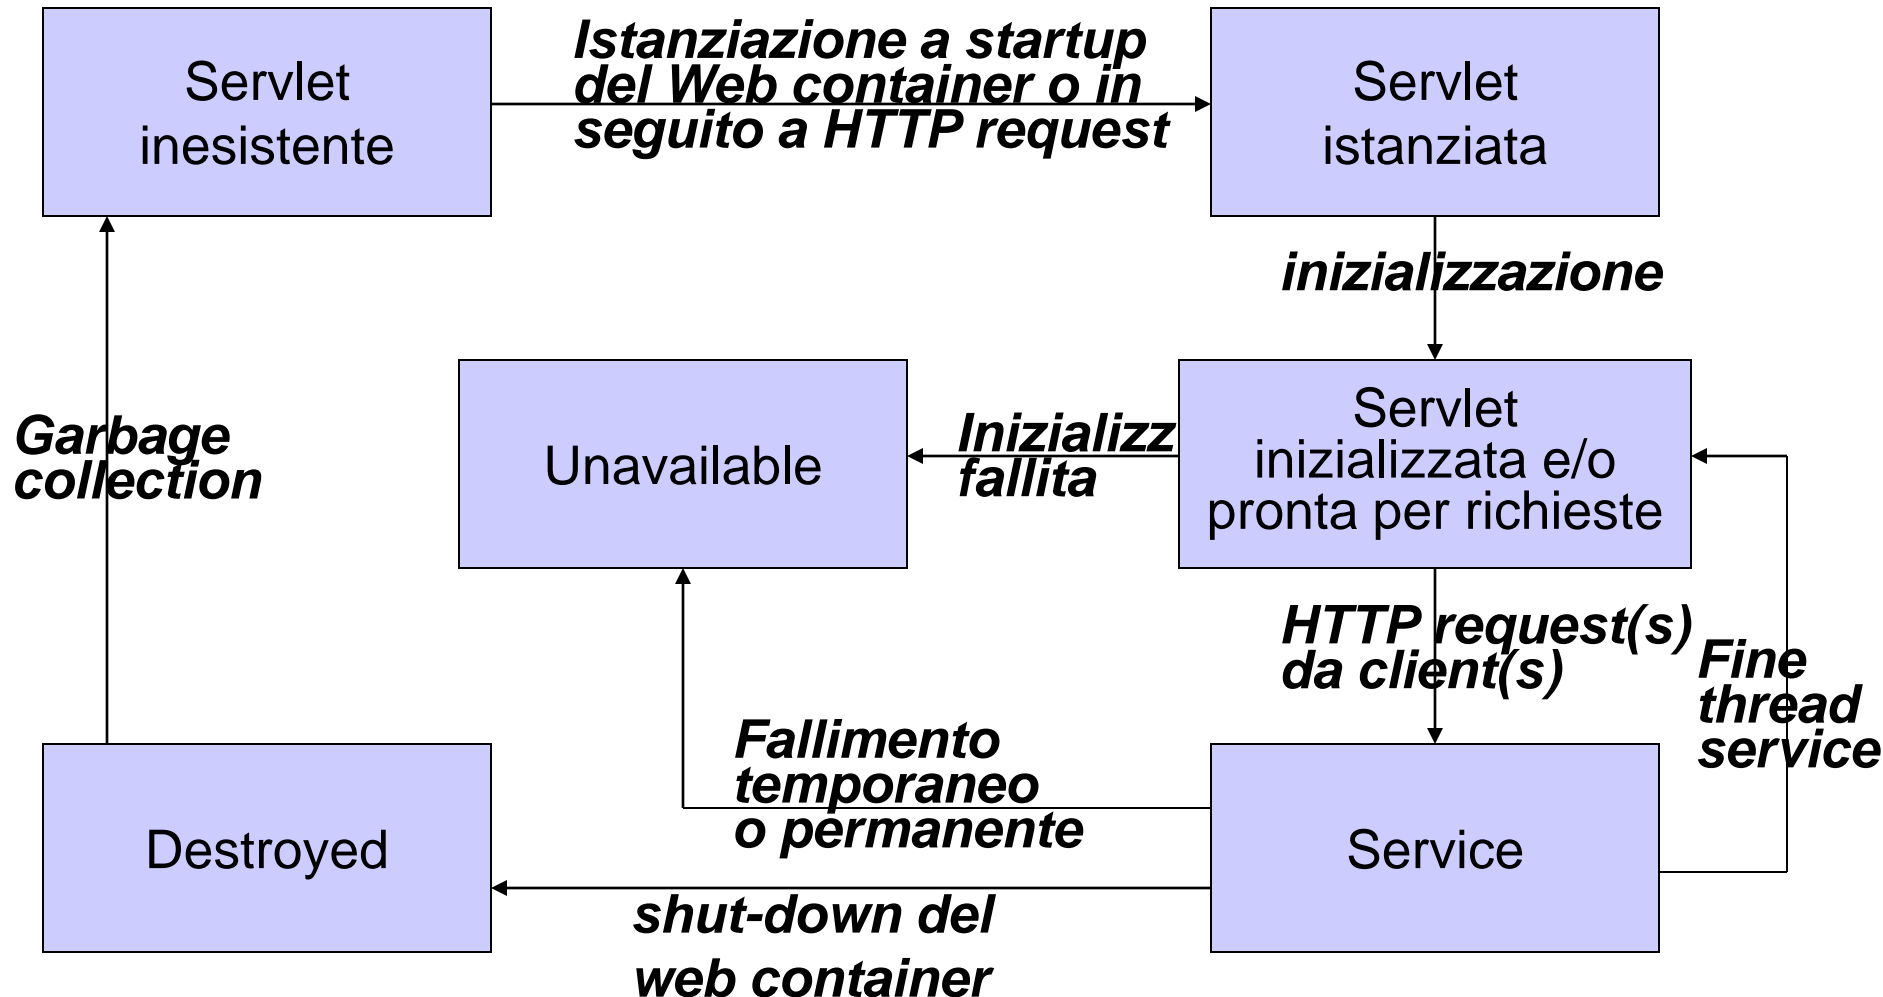 Servlet
inesistente
Istanziazione a startup
del Web container o in
seguito a HTTP request
Servlet
istanziata
inizializzazione
Garbage
collection
Unavailable
Inizializz
fallita
Servlet
inizializzata e/o
pronta per richieste
HTTP request(s)
da client(s)
Fine
thread
service
Fallimento
temporaneo
o permanente
Destroyed
Service
shut-down del
web container